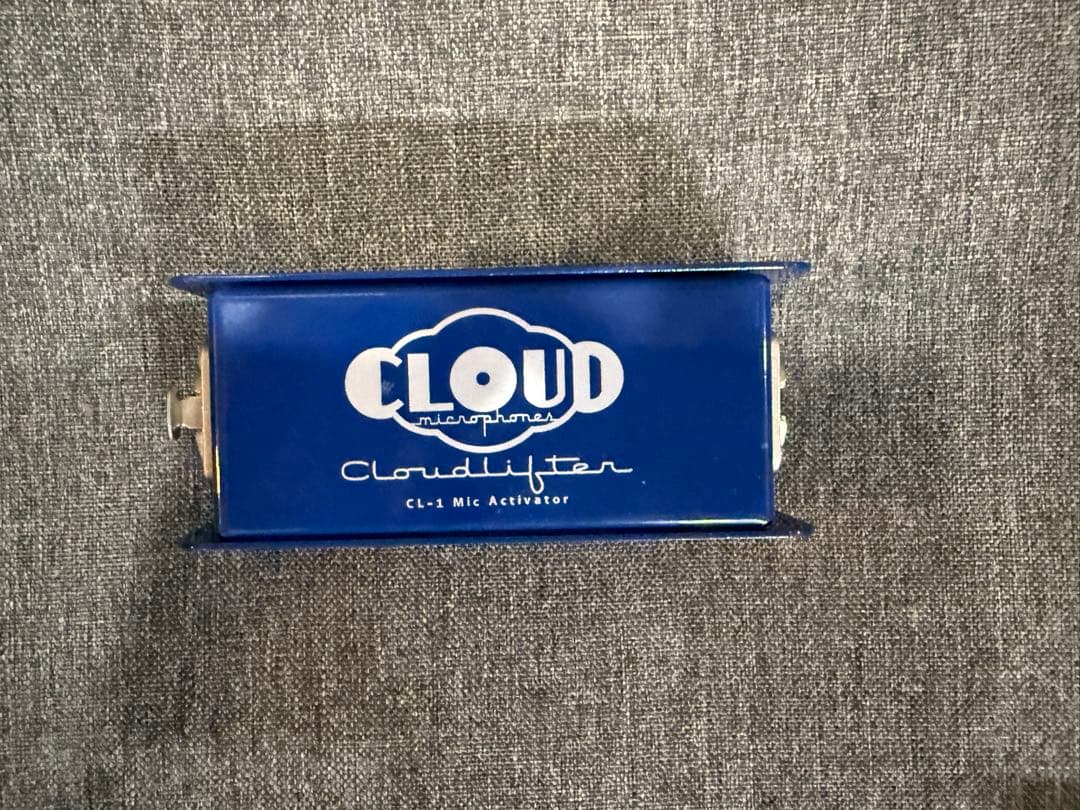 CLOUD
microphones
Cloudlifter
CL-1 Mic Activator